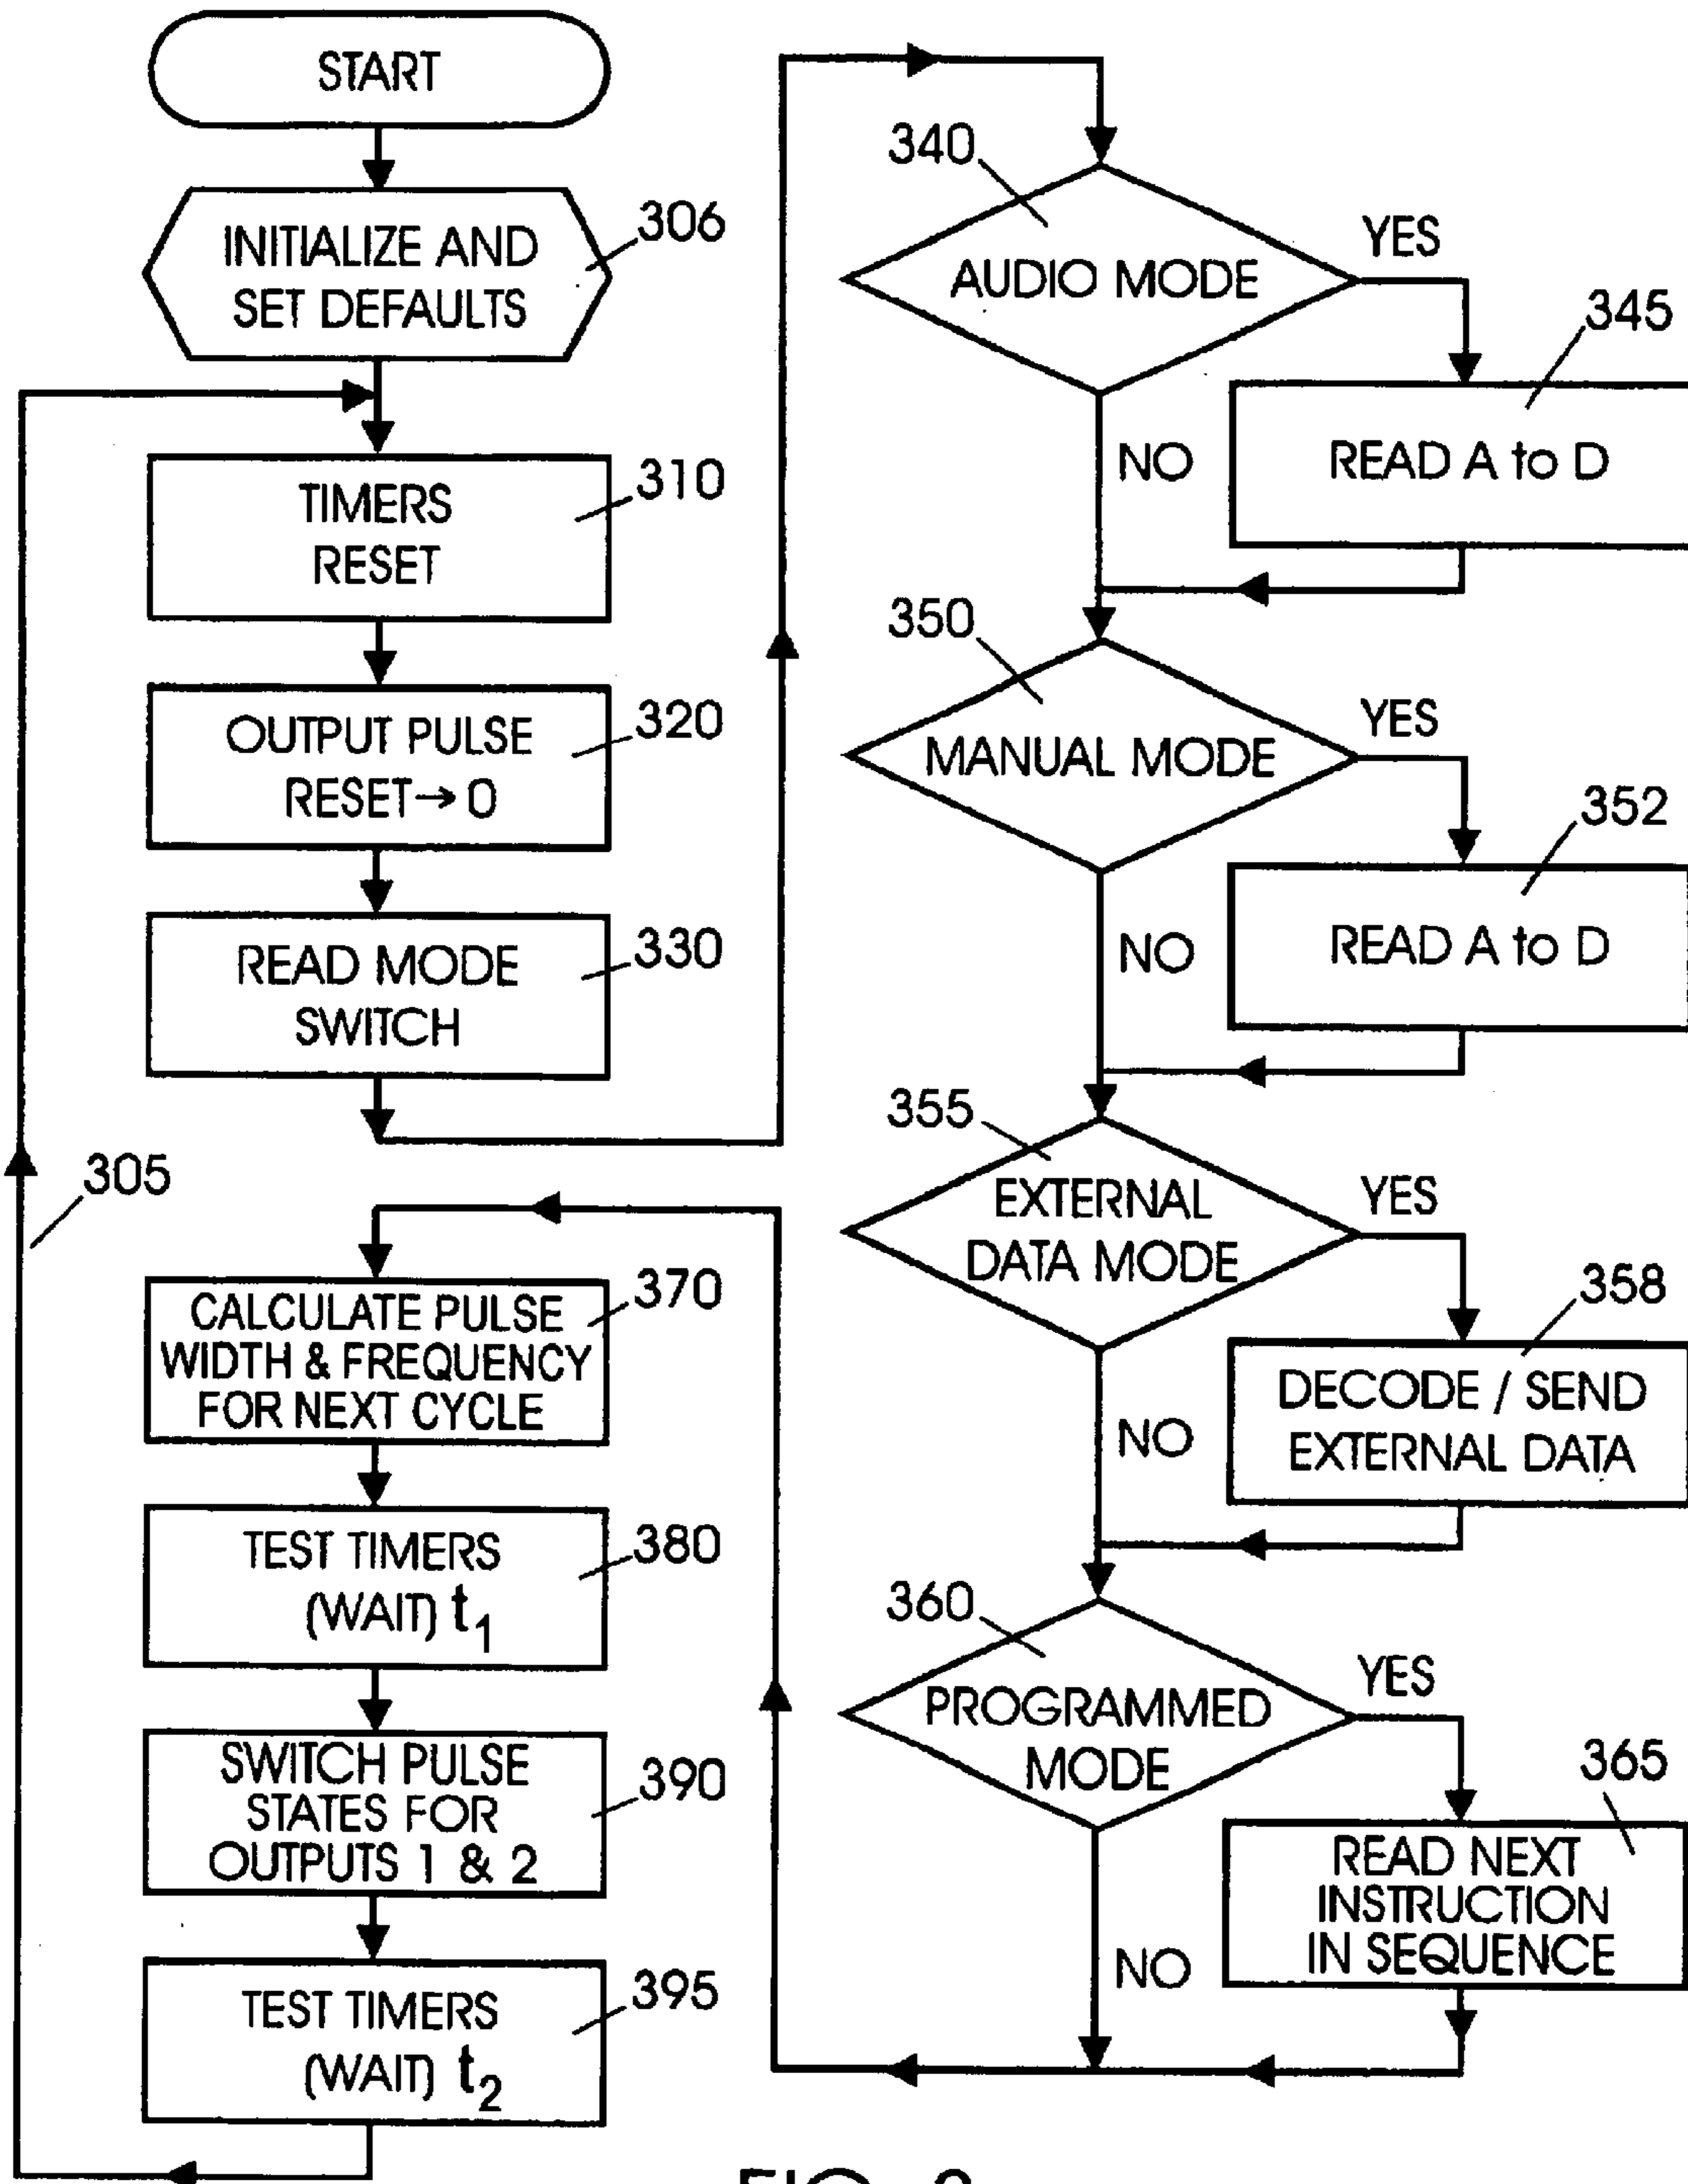 START
INITIALIZE AND
SET DEFAULTS
306
TIMERS
RESET
310
OUTPUT PULSE
RESET→0
320
READ MODE
SWITCH
330
305
340
AUDIO MODE
YES
NO
345
READ A to D
350
MANUAL MODE
YES
NO
352
READ A to D
355
EXTERNAL
DATA MODE
YES
NO
358
DECODE / SEND
EXTERNAL DATA
360
PROGRAMMED
MODE
YES
NO
365
READ NEXT
INSTRUCTION
IN SEQUENCE
370
CALCULATE PULSE
WIDTH & FREQUENCY
FOR NEXT CYCLE
380
TEST TIMERS
(WAIT) t1
390
SWITCH PULSE
STATES FOR
OUTPUTS 1 & 2
395
TEST TIMERS
(WAIT) t2
FIG.